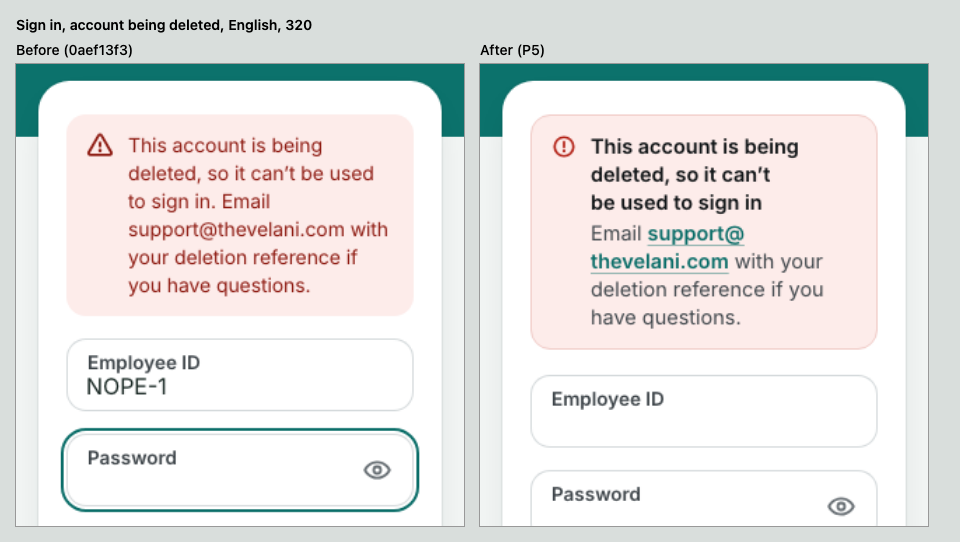 Sign in, account being deleted, English, 320
Before (0aef13f3)
This account is being
deleted, so it can’t be used
to sign in. Email
support@thevelani.com with
your deletion reference if
you have questions.
Employee ID
NOPE-1
Password
After (P5)
This account is being
deleted, so it can’t
be used to sign in
Email support@
thevelani.com with your
deletion reference if you
have questions.
Employee ID
Password